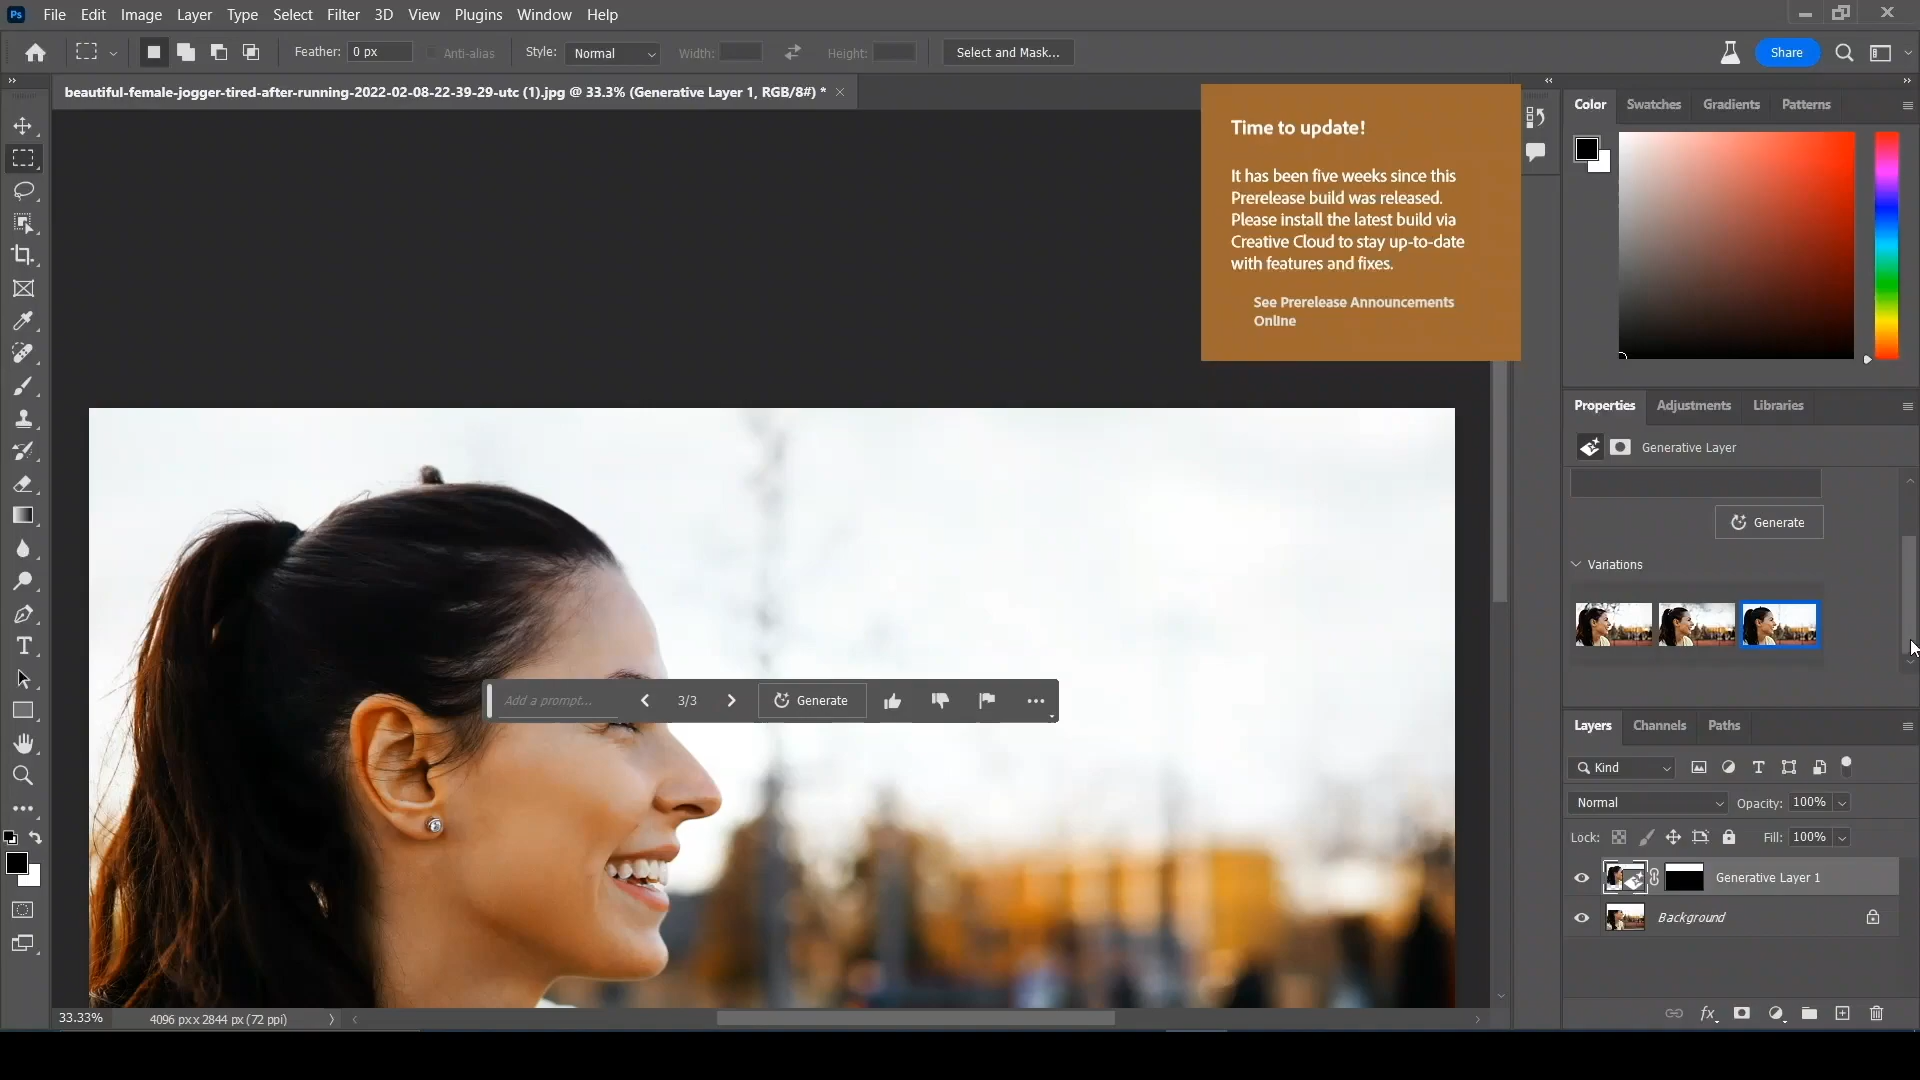 Ps File Edit Image Layer Type Select Filter 3D View Plugins Window Help
Feather: 0 px Anti-alias Style: Normal Width: Height: Select and Mask... Share
beautiful-female-jogger-tired-after-running-2022-02-08-22-39-29-utc (1).jpg @ 33.3% (Generative Layer 1, RGB/8#) *
Time to update!
It has been five weeks since this
Prerelease build was released.
Please install the latest build via
Creative Cloud to stay up-to-date
with features and fixes.
See Prerelease Announcements
Online
Color Swatches Gradients Patterns
Properties Adjustments Libraries
Generative Layer
Generate
Variations
Add a prompt... 3/3 Generate
Layers Channels Paths
Kind
Normal Opacity: 100%
Lock: Fill: 100%
Generative Layer 1
Background
fx
33.33% 4096 px x 2844 px (72 ppi)